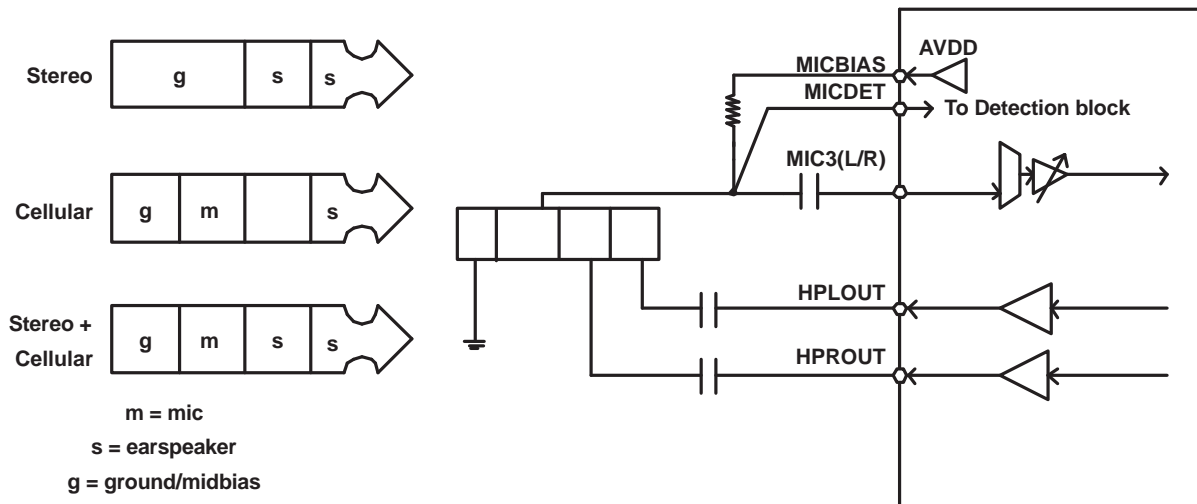 Stereo
g s s
Cellular
g m s
Stereo +
Cellular
g m s s
m = mic
s = earspeaker
g = ground/midbias
AVDD
MICBIAS
MICDET
To Detection block
MIC3(L/R)
HPLOUT
HPROUT